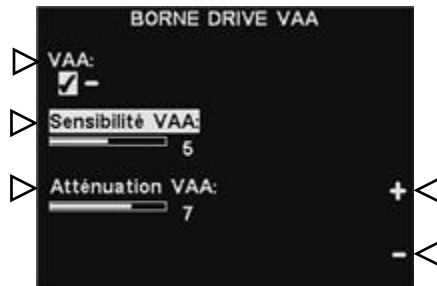 BORNE DRIVE VAA
VAA:
–
Sensibilité VAA:
5
Atténuation VAA:
7
+
–